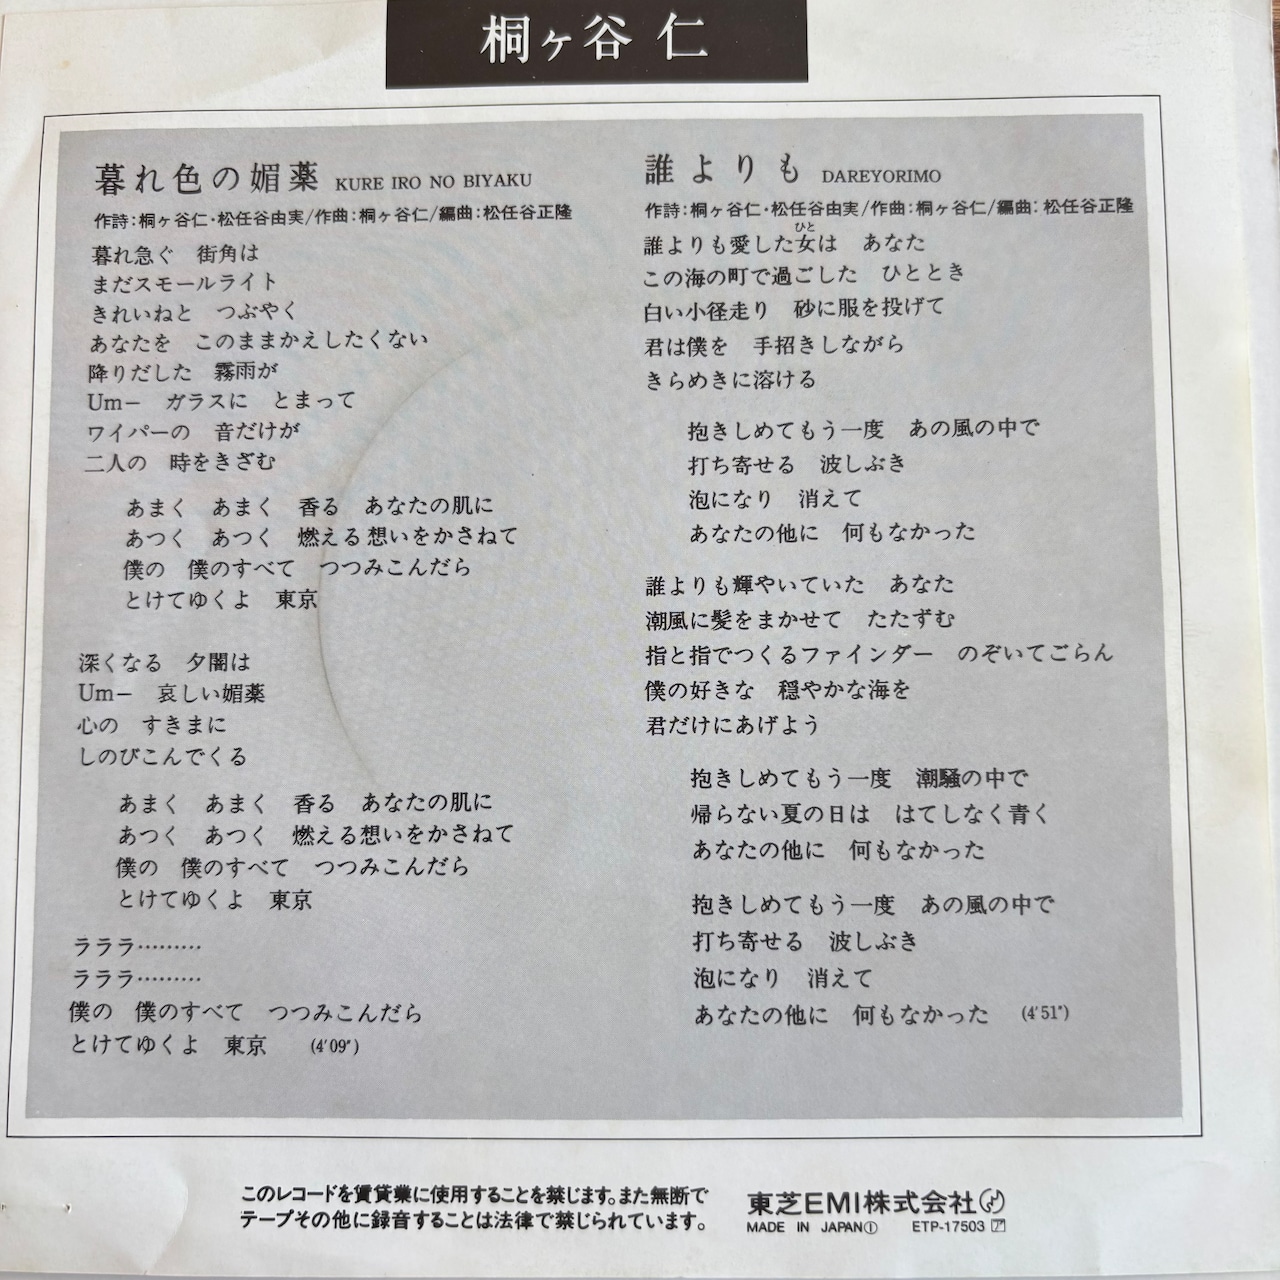 桐ヶ谷 仁
暮れ色の媚薬 KURE IRO NO BIYAKU
作詩:桐ヶ谷仁・松任谷由実/作曲:桐ヶ谷仁/編曲:松任谷正隆
暮れ急ぐ 街角は
まだスモールライト
きれいねと つぶやく
あなたを このままかえしたくない
降りだした 霧雨が
Um− ガラスに とまって
ワイパーの 音だけが
二人の 時をきざむ
あまく あまく 香る あなたの肌に
あつく あつく 燃える想いをかさねて
僕の 僕のすべて つつみこんだら
とけてゆくよ 東京
深くなる 夕闇は
Um− 哀しい媚薬
心の すきまに
しのびこんでくる
あまく あまく 香る あなたの肌に
あつく あつく 燃える想いをかさねて
僕の 僕のすべて つつみこんだら
とけてゆくよ 東京
ラララ………
ラララ………
僕の 僕のすべて つつみこんだら
とけてゆくよ 東京 (4′09″)
誰よりも DAREYORIMO
作詩:桐ヶ谷仁・松任谷由実/作曲:桐ヶ谷仁/編曲:松任谷正隆
ひと
誰よりも愛した女は あなた
この海の町で過ごした ひととき
白い小径走り 砂に服を投げて
君は僕を 手招きしながら
きらめきに溶ける
抱きしめてもう一度 あの風の中で
打ち寄せる 波しぶき
泡になり 消えて
あなたの他に 何もなかった
誰よりも輝やいていた あなた
潮風に髪をまかせて たたずむ
指と指でつくるファインダー のぞいてごらん
僕の好きな 穏やかな海を
君だけにあげよう
抱きしめてもう一度 潮騒の中で
帰らない夏の日は はてしなく青く
あなたの他に 何もなかった
抱きしめてもう一度 あの風の中で
打ち寄せる 波しぶき
泡になり 消えて
あなたの他に 何もなかった (4′51″)
このレコードを賃貸業に使用することを禁じます。また無断で
テープその他に録音することは法律で禁じられています。
東芝EMI株式会社
MADE IN JAPAN① ETP-17503 ア